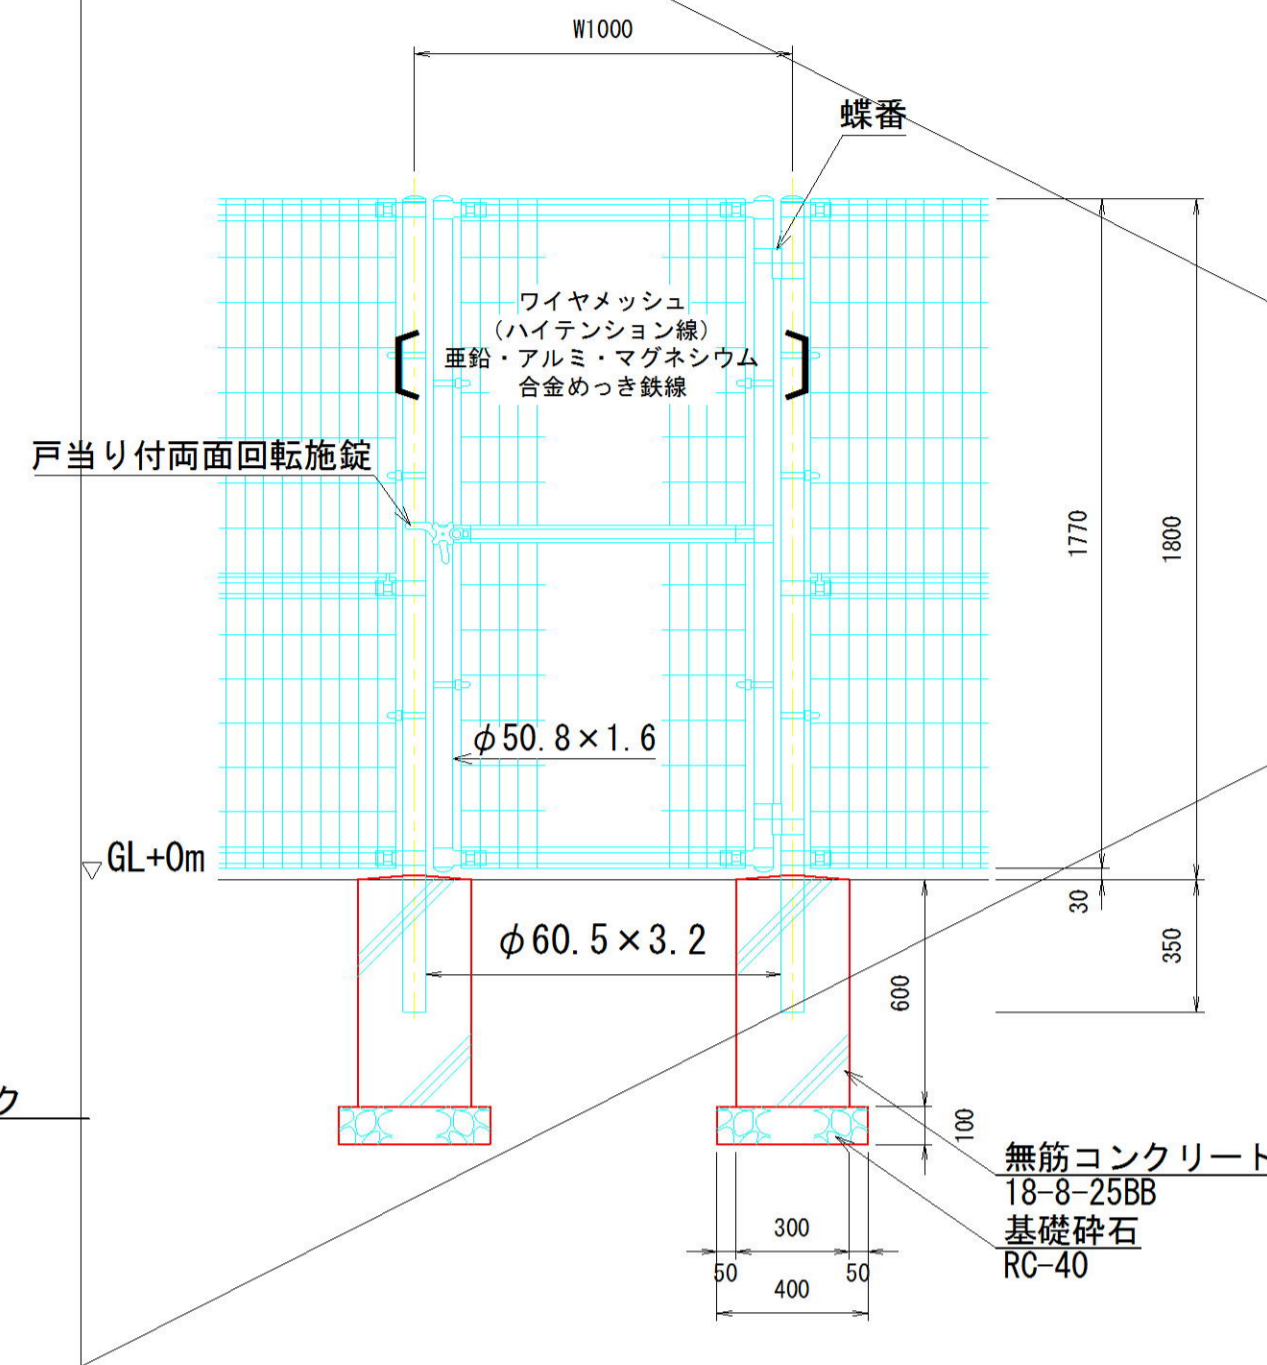 W1000
蝶番
ワイヤメッシュ
（ハイテンション線）
亜鉛・アルミ・マグネシウム
合金めっき鉄線
戸当り付両面回転施錠
1770
1800
φ50.8×1.6
GL+0m
30
φ60.5×3.2
350
600
ク
100
無筋コンクリート
18-8-25BB
300
基礎砕石
50
50
RC-40
400